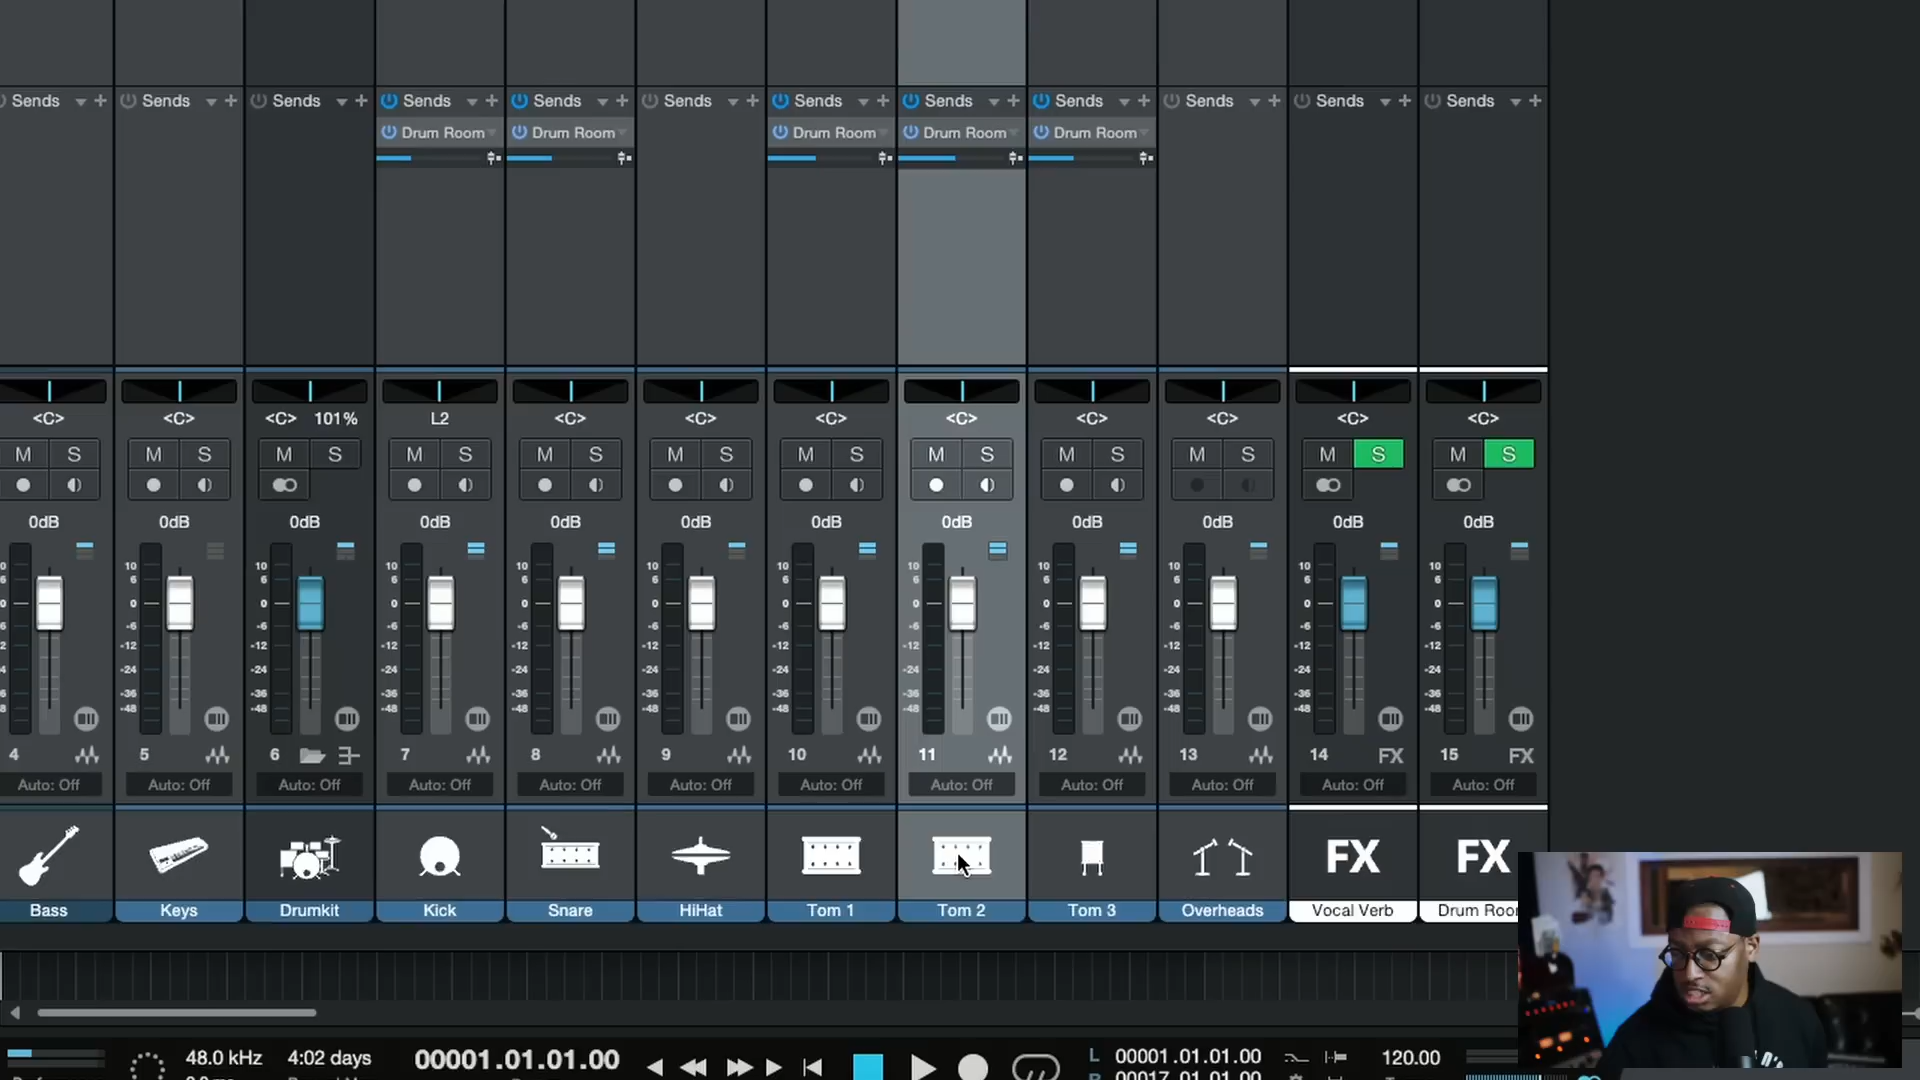 Sends Sends Sends Sends Sends Sends Sends Sends Sends Sends Sends Sends
Drum Room Drum Room Drum Room Drum Room Drum Room
<C> <C> <C> 101% L2 <C> <C> <C> <C> <C> <C> <C> <C>
M S M S M S M S M S M S M S M S M S M S M S M S
0dB 0dB 0dB 0dB 0dB 0dB 0dB 0dB 0dB 0dB 0dB 0dB
10 10 10 10 10 10 10 10 10 10 10
6 6 6 6 6 6 6 6 6 6 6
0 0 0 0 0 0 0 0 0 0 0
-6 -6 -6 -6 -6 -6 -6 -6 -6 -6 -6
-12 -12 -12 -12 -12 -12 -12 -12 -12 -12 -12
-24 -24 -24 -24 -24 -24 -24 -24 -24 -24 -24
-36 -36 -36 -36 -36 -36 -36 -36 -36 -36 -36
-48 -48 -48 -48 -48 -48 -48 -48 -48 -48 -48
4 5 6 7 8 9 10 11 12 13 14 FX 15 FX
Auto: Off Auto: Off Auto: Off Auto: Off Auto: Off Auto: Off Auto: Off Auto: Off Auto: Off Auto: Off Auto: Off Auto: Off
FX FX
Bass Keys Drumkit Kick Snare HiHat Tom 1 Tom 2 Tom 3 Overheads Vocal Verb Drum Roo
48.0 kHz 4:02 days 00001.01.01.00 L 00001.01.01.00 120.00
00017.01.01.00